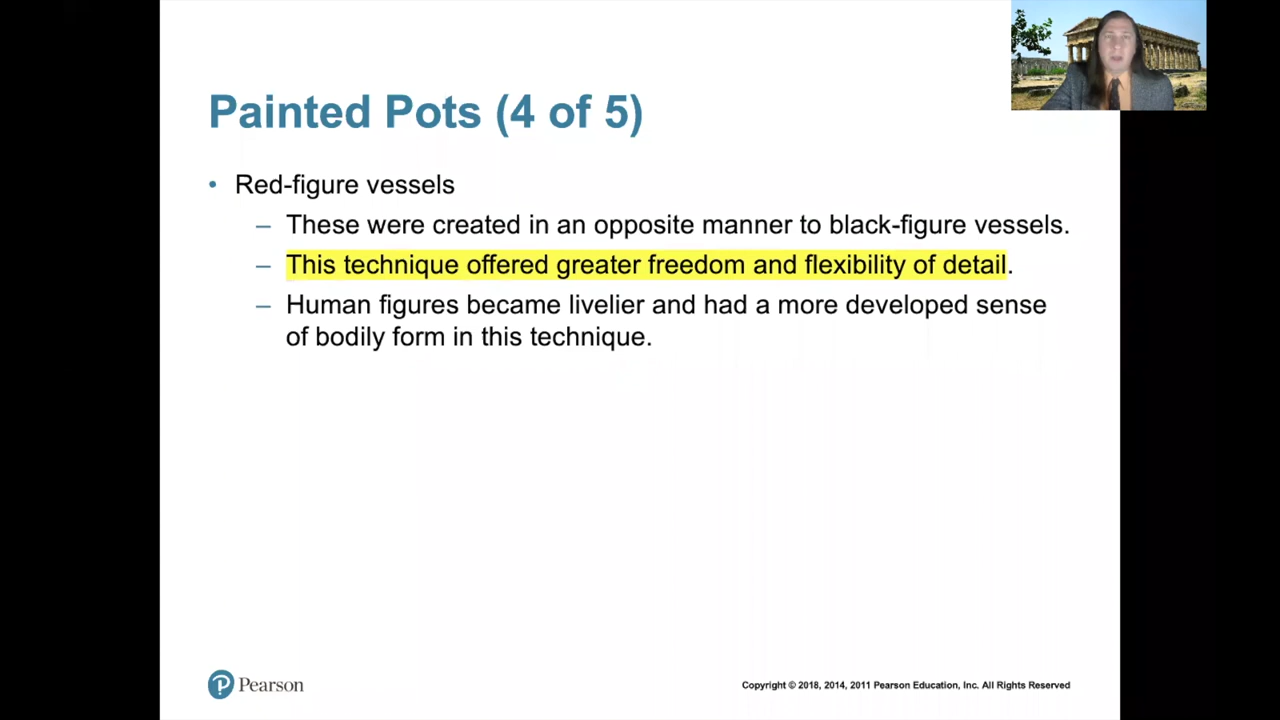 Painted Pots (4 of 5)
• Red-figure vessels
– These were created in an opposite manner to black-figure vessels.
– This technique offered greater freedom and flexibility of detail.
– Human figures became livelier and had a more developed sense
of bodily form in this technique.
P Pearson
Copyright © 2018, 2014, 2011 Pearson Education, Inc. All Rights Reserved